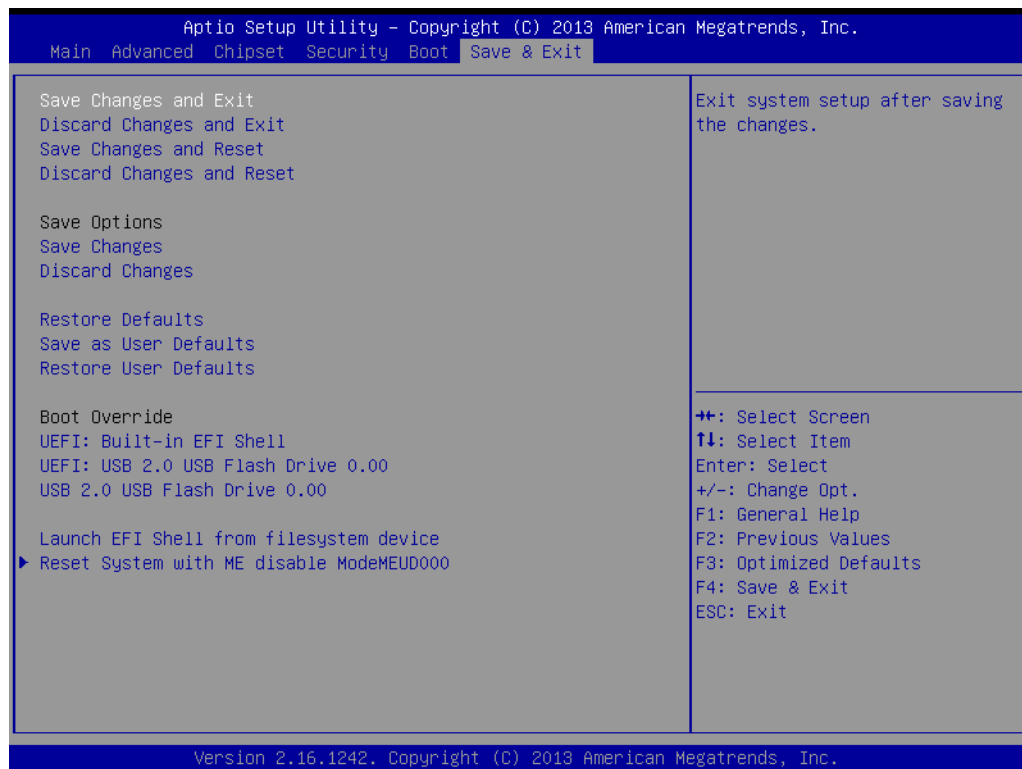 Aptio Setup Utility – Copyright (C) 2013 American Megatrends, Inc.
Main Advanced Chipset Security Boot Save & Exit
Save Changes and Exit
Discard Changes and Exit
Save Changes and Reset
Discard Changes and Reset
Save Options
Save Changes
Discard Changes
Restore Defaults
Save as User Defaults
Restore User Defaults
Boot Override
UEFI: Built-in EFI Shell
UEFI: USB 2.0 USB Flash Drive 0.00
USB 2.0 USB Flash Drive 0.00
Launch EFI Shell from filesystem device
► Reset System with ME disable ModeMEUD000
Exit system setup after saving
the changes.
→←: Select Screen
↑↓: Select Item
Enter: Select
+/-: Change Opt.
F1: General Help
F2: Previous Values
F3: Optimized Defaults
F4: Save & Exit
ESC: Exit
Version 2.16.1242. Copyright (C) 2013 American Megatrends, Inc.